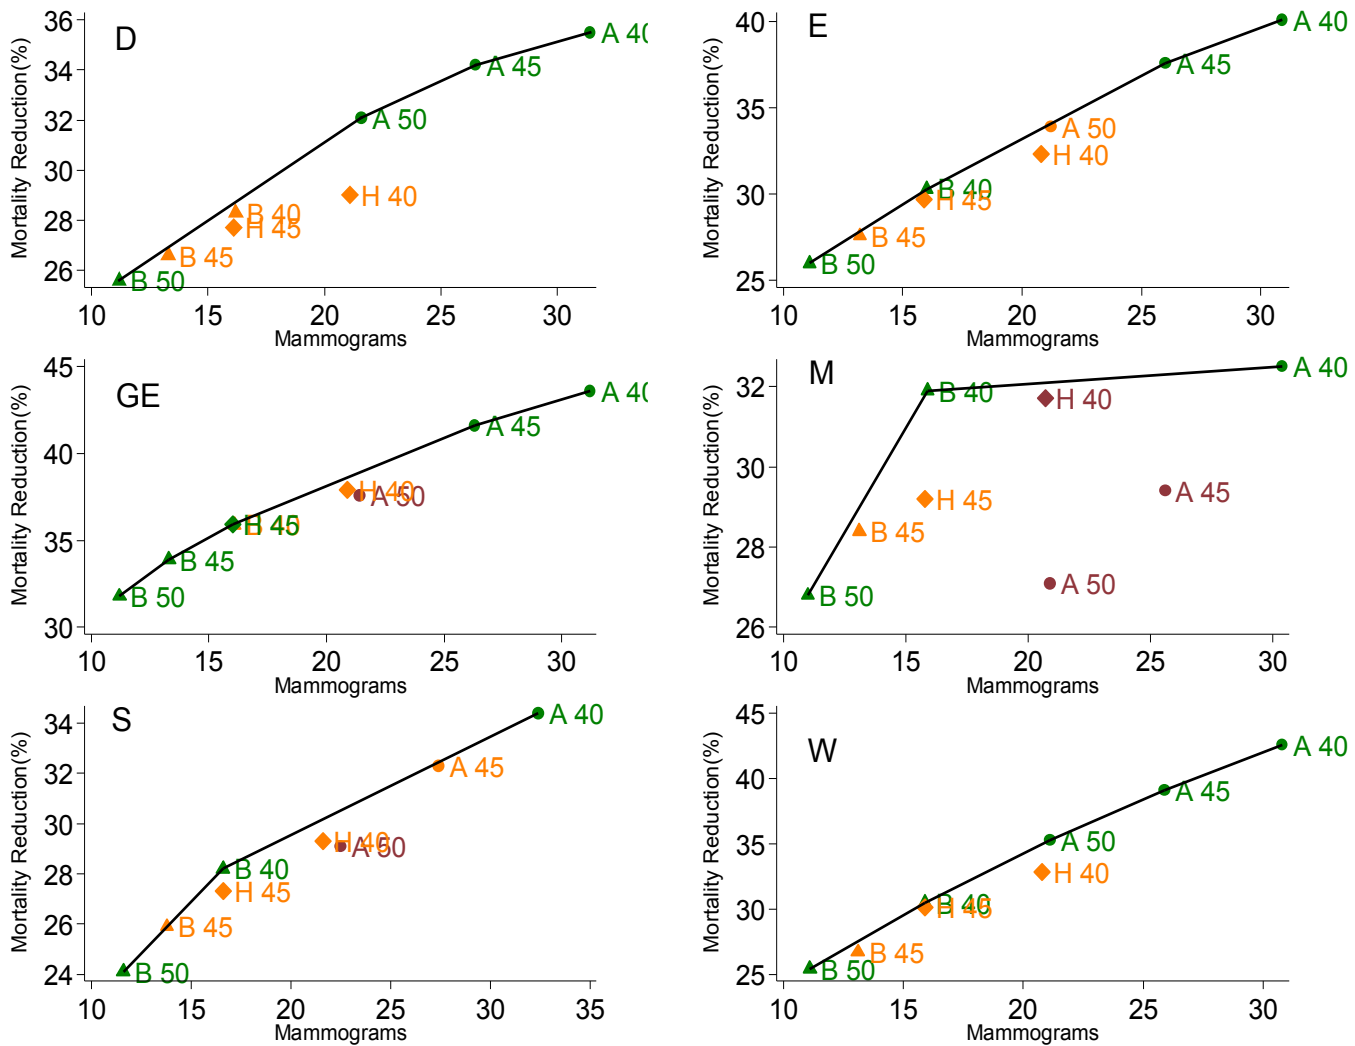 D
Mortality Reduction(%)
36
34
32
30
28
26
A 40
A 45
A 50
H 40
B 40
H 45
B 45
B 50
10 15 20 25 30
Mammograms
E
Mortality Reduction(%)
40
35
30
25
A 40
A 45
A 50
H 40
B 40
H 45
B 45
B 50
10 15 20 25 30
Mammograms
GE
Mortality Reduction(%)
45
40
35
30
A 40
A 45
H 40
A 50
B 40
H 45
B 45
B 50
10 15 20 25 30
Mammograms
M
Mortality Reduction(%)
32
30
28
26
A 40
B 40
H 40
A 45
H 45
B 45
A 50
B 50
10 15 20 25 30
Mammograms
S
Mortality Reduction(%)
34
32
30
28
26
24
A 40
A 45
H 40
A 50
B 40
H 45
B 45
B 50
10 15 20 25 30 35
Mammograms
W
Mortality Reduction(%)
45
40
35
30
25
A 40
A 45
A 50
H 40
B 40
H 45
B 45
B 50
10 15 20 25 30
Mammograms